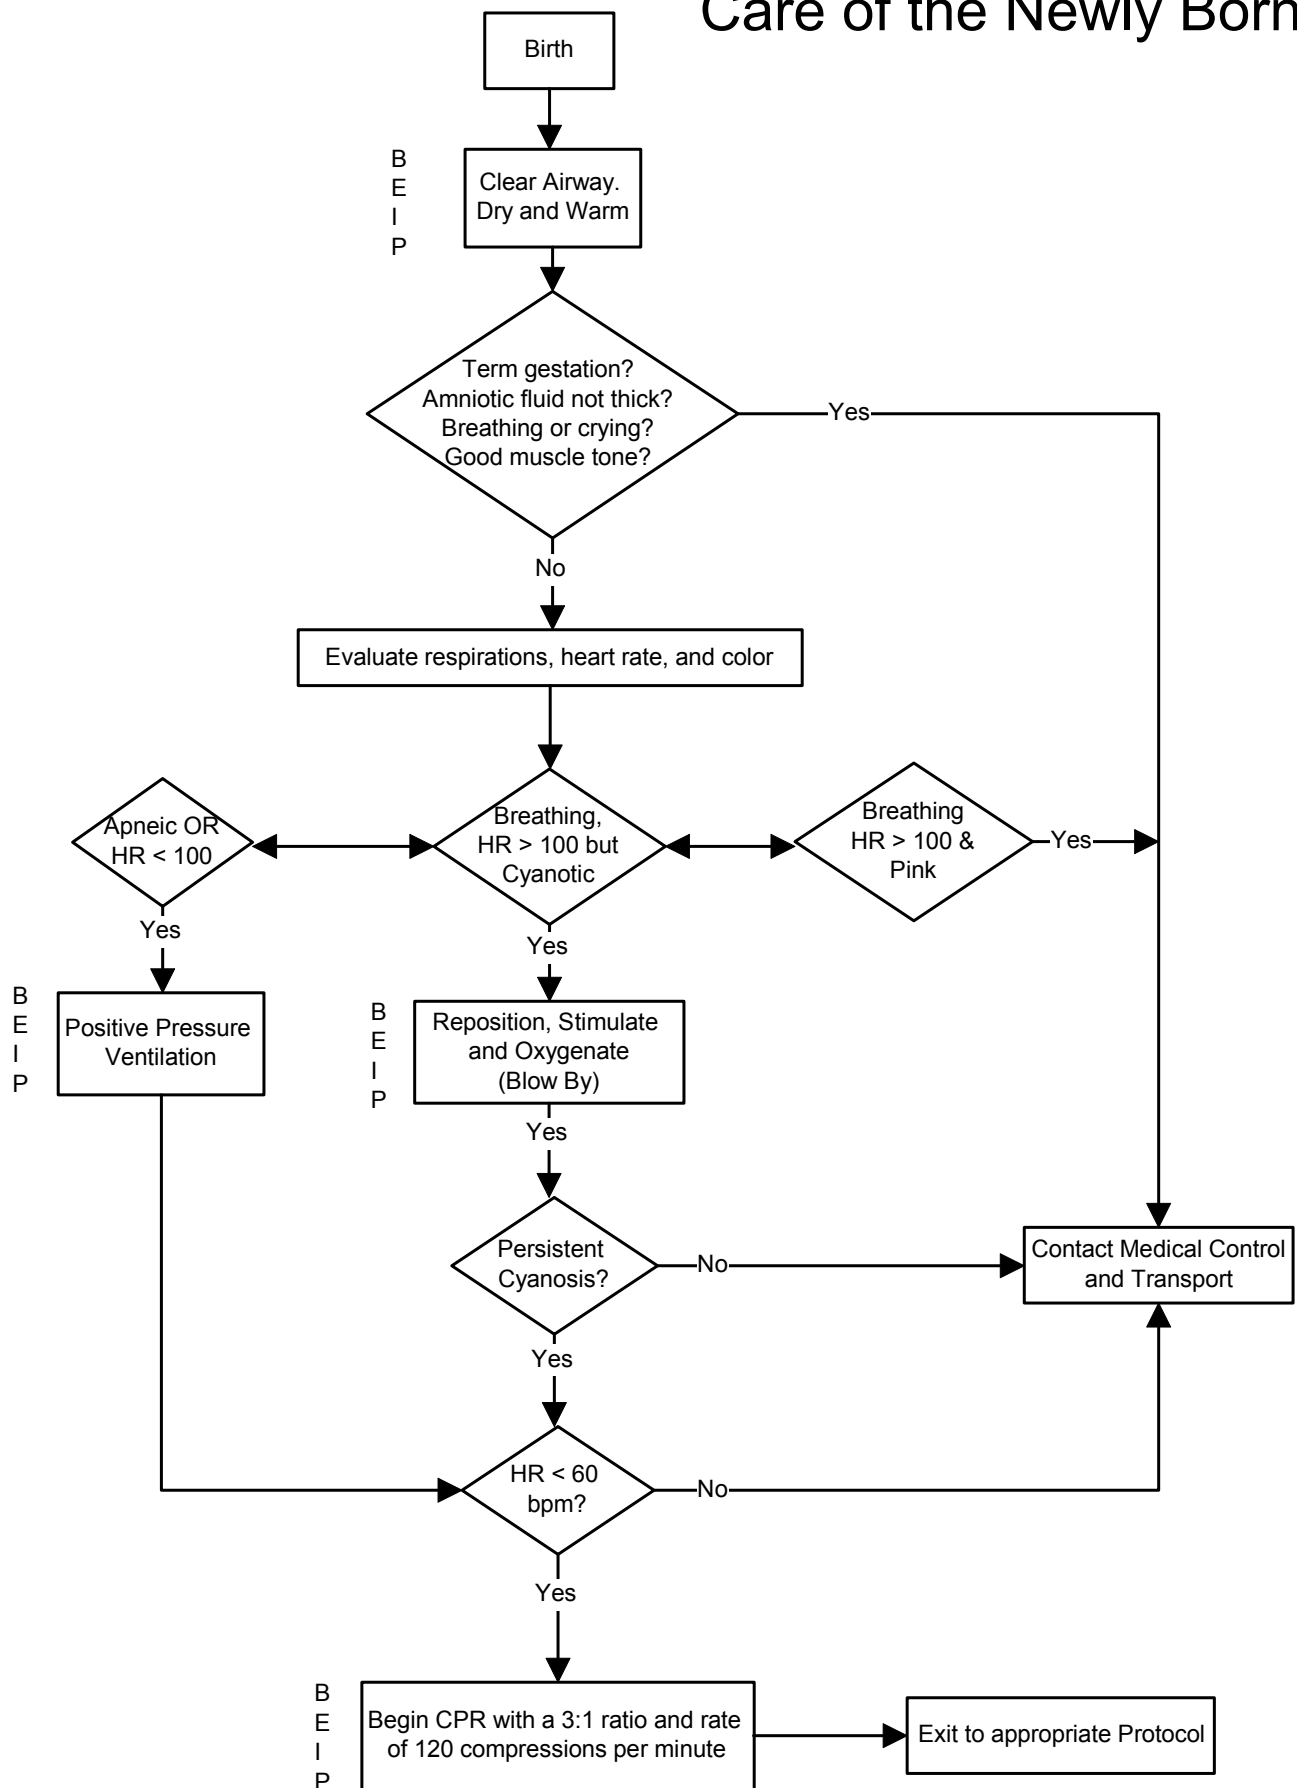 Care of the Newly Born
Birth
B
E
I
P
Clear Airway.
Dry and Warm
Term gestation?
Amniotic fluid not thick?
Breathing or crying?
Good muscle tone?
Yes
No
Evaluate respirations, heart rate, and color
Apneic OR
HR < 100
Breathing,
HR > 100 but
Cyanotic
Breathing
HR > 100 &
Pink
Yes
Yes
Yes
B
E
I
P
Positive Pressure
Ventilation
B
E
I
P
Reposition, Stimulate
and Oxygenate
(Blow By)
Yes
Persistent
Cyanosis?
No
Contact Medical Control
and Transport
Yes
HR < 60
bpm?
No
Yes
B
E
I
P
Begin CPR with a 3:1 ratio and rate
of 120 compressions per minute
Exit to appropriate Protocol